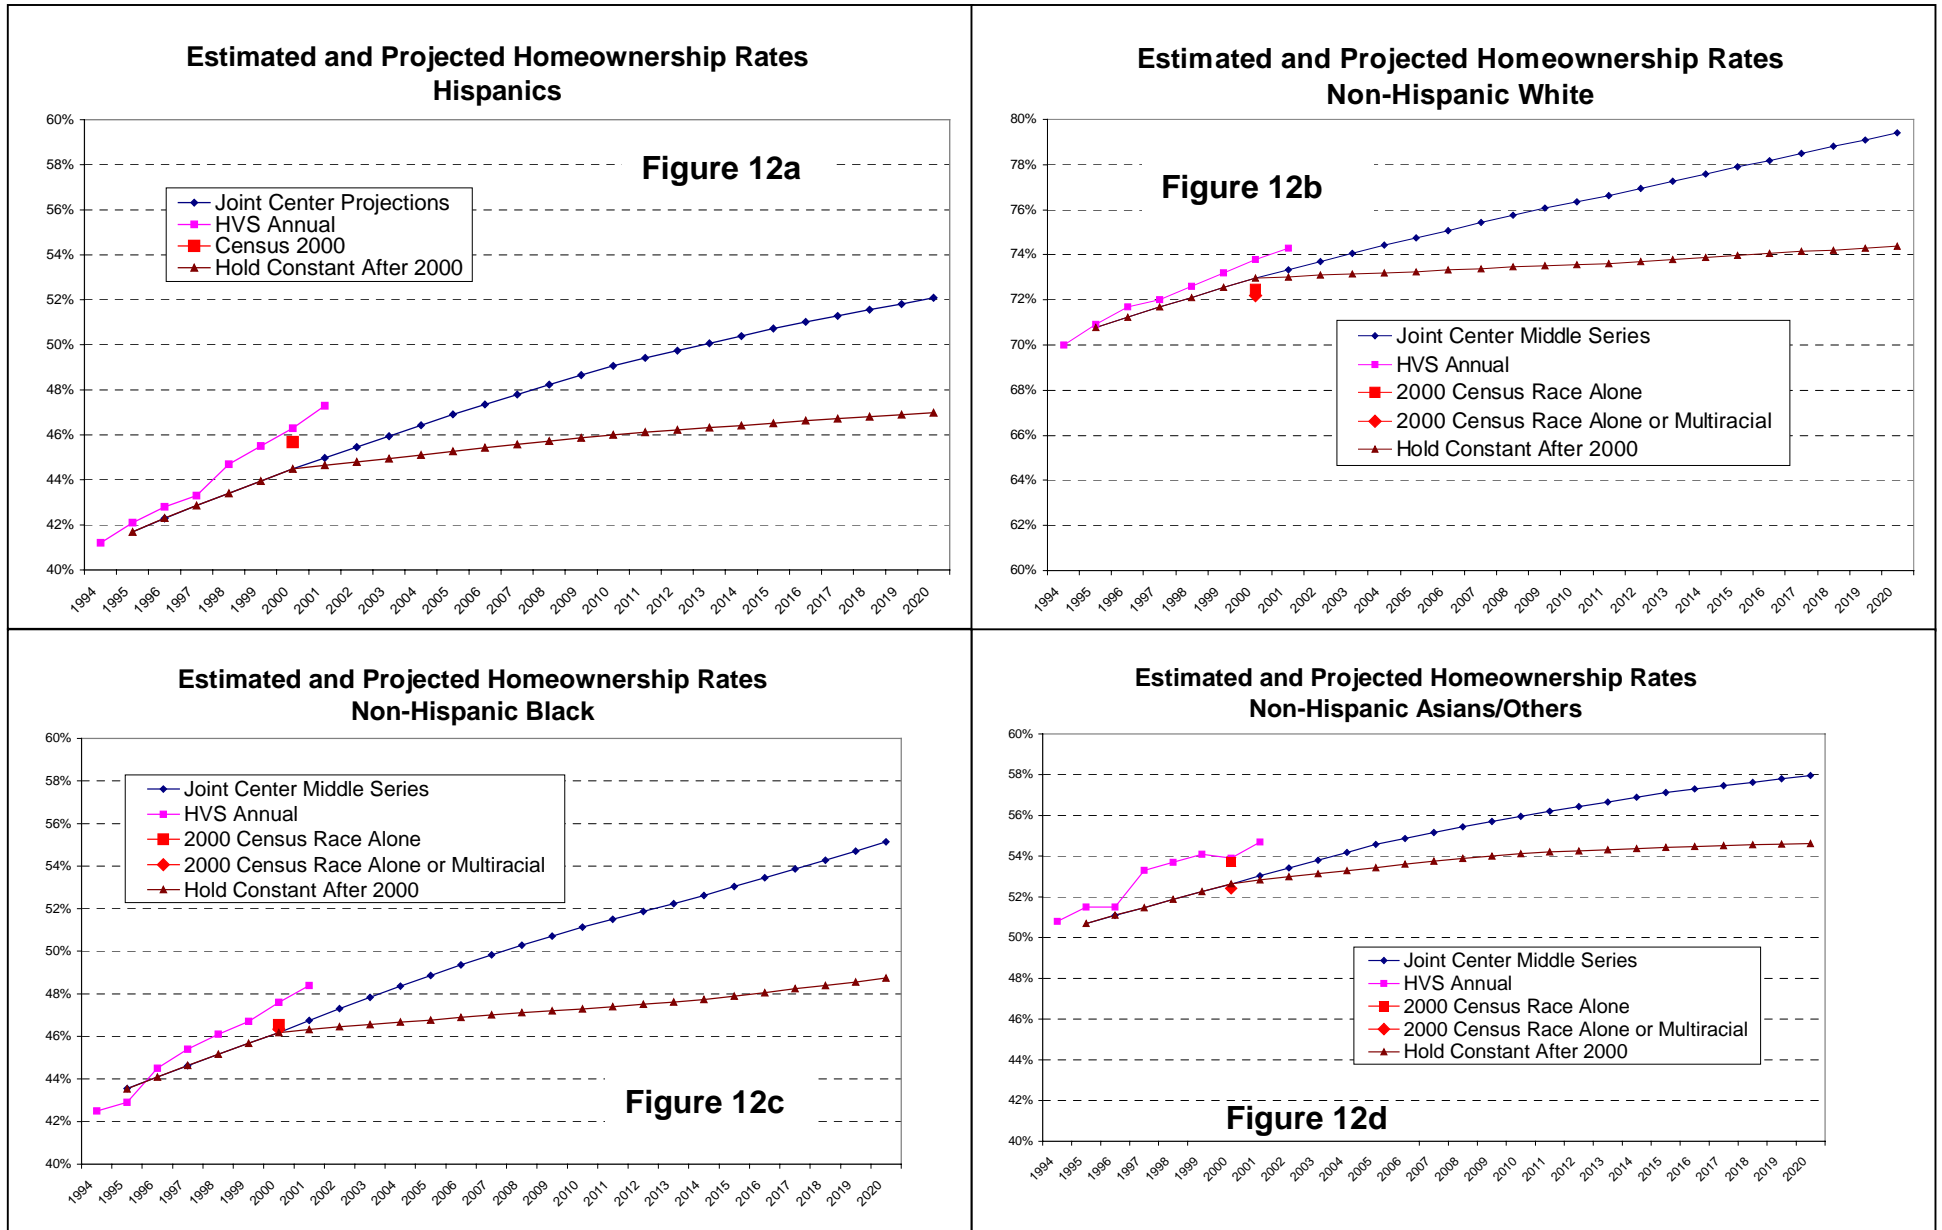 Estimated and Projected Homeownership Rates
Hispanics
60%
58%
56%
54%
52%
50%
48%
46%
44%
42%
40%
Figure 12a
Joint Center Projections
HVS Annual
Census 2000
Hold Constant After 2000
1994 1995 1996 1997 1998 1999 2000 2001 2002 2003 2004 2005 2006 2007 2008 2009 2010 2011 2012 2013 2014 2015 2016 2017 2018 2019 2020
Estimated and Projected Homeownership Rates
Non-Hispanic White
80%
78%
76%
74%
72%
70%
68%
66%
64%
62%
60%
Figure 12b
Joint Center Middle Series
HVS Annual
2000 Census Race Alone
2000 Census Race Alone or Multiracial
Hold Constant After 2000
1994 1995 1996 1997 1998 1999 2000 2001 2002 2003 2004 2005 2006 2007 2008 2009 2010 2011 2012 2013 2014 2015 2016 2017 2018 2019 2020
Estimated and Projected Homeownership Rates
Non-Hispanic Black
60%
58%
56%
54%
52%
50%
48%
46%
44%
42%
40%
Joint Center Middle Series
HVS Annual
2000 Census Race Alone
2000 Census Race Alone or Multiracial
Hold Constant After 2000
Figure 12c
1994 1995 1996 1997 1998 1999 2000 2001 2002 2003 2004 2005 2006 2007 2008 2009 2010 2011 2012 2013 2014 2015 2016 2017 2018 2019 2020
Estimated and Projected Homeownership Rates
Non-Hispanic Asians/Others
60%
58%
56%
54%
52%
50%
48%
46%
44%
42%
40%
Joint Center Middle Series
HVS Annual
2000 Census Race Alone
2000 Census Race Alone or Multiracial
Hold Constant After 2000
Figure 12d
1994 1995 1996 1997 1998 1999 2000 2001 2002 2003 2004 2005 2006 2007 2008 2009 2010 2011 2012 2013 2014 2015 2016 2017 2018 2019 2020